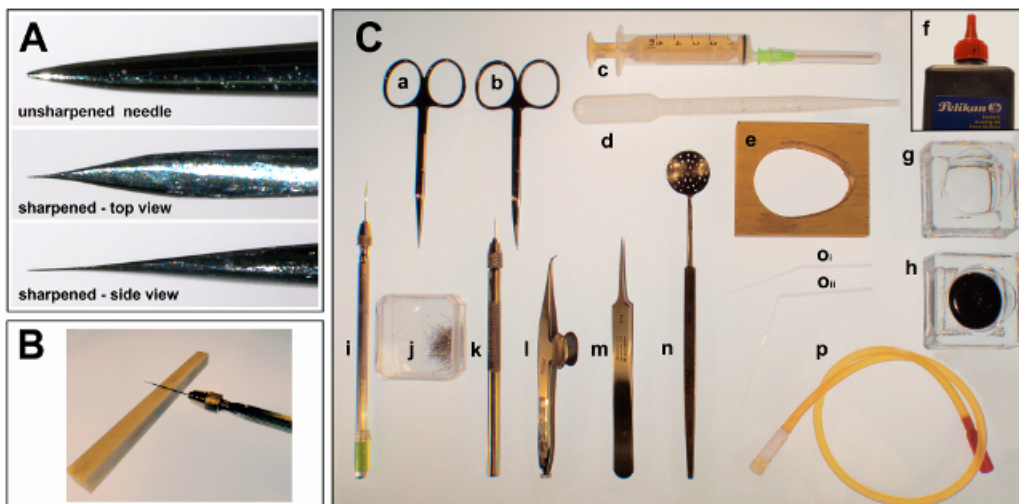 A
unsharpened needle
sharpened - top view
sharpened - side view
B
C
a
b
c
d
e
f
Pelikan
g
h
i
j
k
l
m
n
oi
oii
p